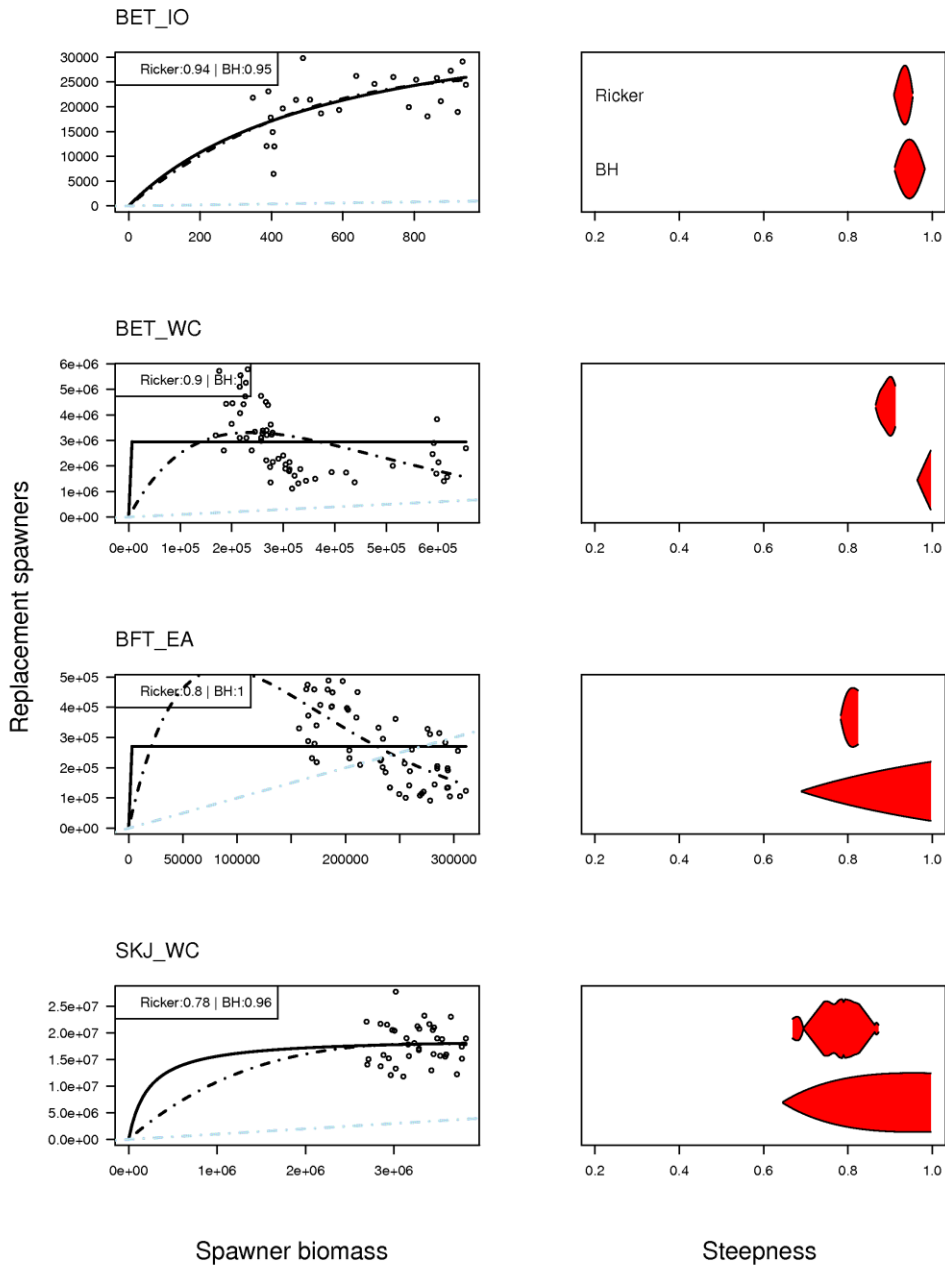 BET_IO
Ricker:0.94 | BH:0.95
30000
25000
20000
15000
10000
5000
0
0 200 400 600 800
Ricker
BH
0.2 0.4 0.6 0.8 1.0
BET_WC
Ricker:0.9 | BH:1
6e+06
5e+06
4e+06
3e+06
2e+06
1e+06
0e+00
0e+00 1e+05 2e+05 3e+05 4e+05 5e+05 6e+05
0.2 0.4 0.6 0.8 1.0
Replacement spawners
BFT_EA
Ricker:0.8 | BH:1
5e+05
4e+05
3e+05
2e+05
1e+05
0e+00
0 50000 100000 200000 300000
0.2 0.4 0.6 0.8 1.0
SKJ_WC
Ricker:0.78 | BH:0.96
2.5e+07
2.0e+07
1.5e+07
1.0e+07
5.0e+06
0.0e+00
0e+00 1e+06 2e+06 3e+06
0.2 0.4 0.6 0.8 1.0
Spawner biomass
Steepness